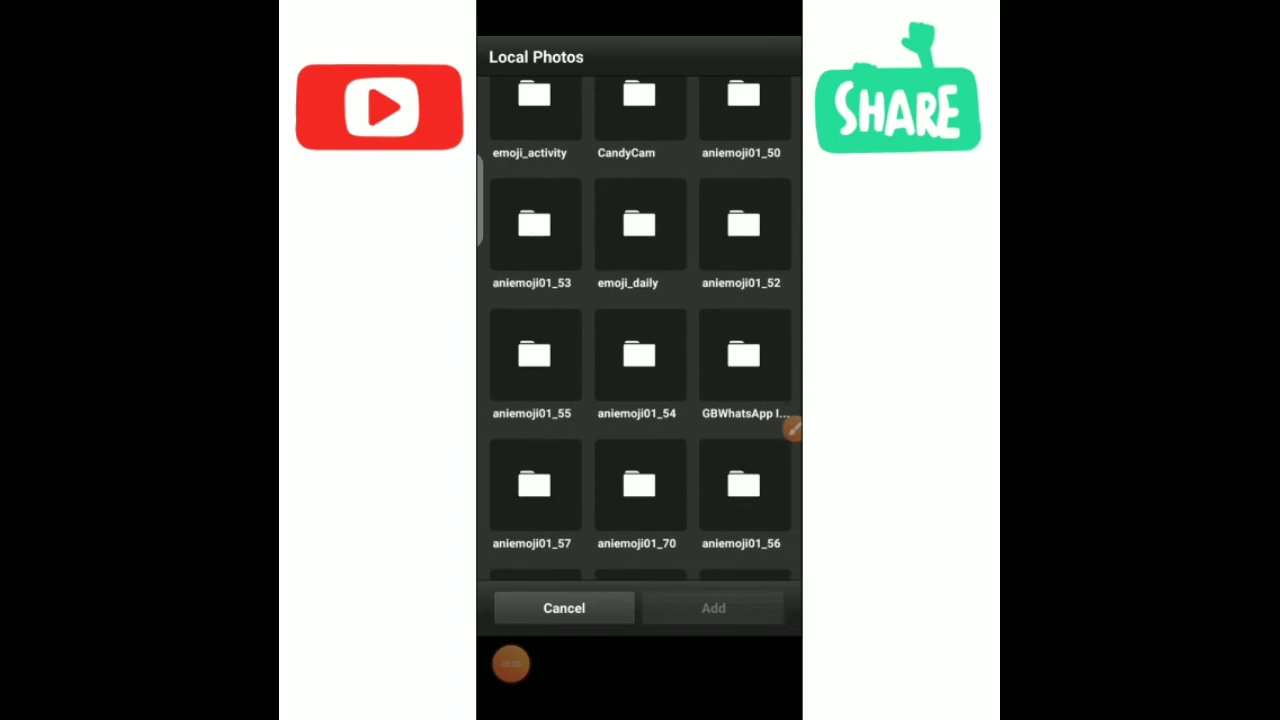 Local Photos
SHARE
emoji_activity
CandyCam
aniemoji01_50
aniemoji01_53
emoji_daily
aniemoji01_52
aniemoji01_55
aniemoji01_54
GBWhatsApp I...
aniemoji01_57
aniemoji01_70
aniemoji01_56
Cancel
Add